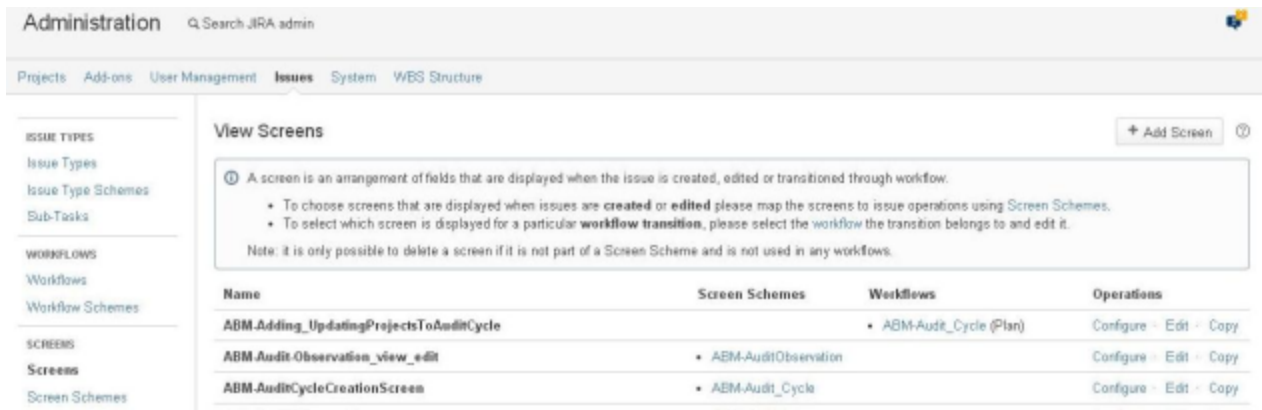 Administration Search JIRA admin
Projects Add-ons User Management Issues System WBS Structure
ISSUE TYPES
Issue Types
Issue Type Schemes
Sub-Tasks
WORKFLOWS
Workflows
Workflow Schemes
SCREENS
Screens
Screen Schemes
View Screens
+ Add Screen
A screen is an arrangement of fields that are displayed when the issue is created, edited or transitioned through workflow.
• To choose screens that are displayed when issues are created or edited please map the screens to issue operations using Screen Schemes.
• To select which screen is displayed for a particular workflow transition, please select the workflow the transition belongs to and edit it.
Note: it is only possible to delete a screen if it is not part of a Screen Scheme and is not used in any workflows.
Name Screen Schemes Workflows Operations
ABM-Adding_UpdatingProjectsToAuditCycle • ABM-Audit_Cycle (Plan) Configure · Edit · Copy
ABM-Audit-Observation_view_edit • ABM-AuditObservation Configure · Edit · Copy
ABM-AuditCycleCreationScreen • ABM-Audit_Cycle Configure · Edit · Copy